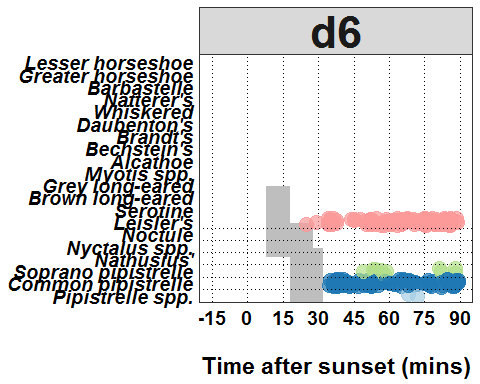 d6
Lesser horseshoe
Greater horseshoe
Barbastelle
Natterer's
Whiskered
Daubenton's
Brandt's
Bechstein's
Alcathoe
Myotis spp.
Grey long-eared
Brown long-eared
Serotine
Leisler's
Noctule
Nyctalus spp.
Nathusius'
Soprano pipistrelle
Common pipistrelle
Pipistrelle spp.
-15 0 15 30 45 60 75 90
Time after sunset (mins)